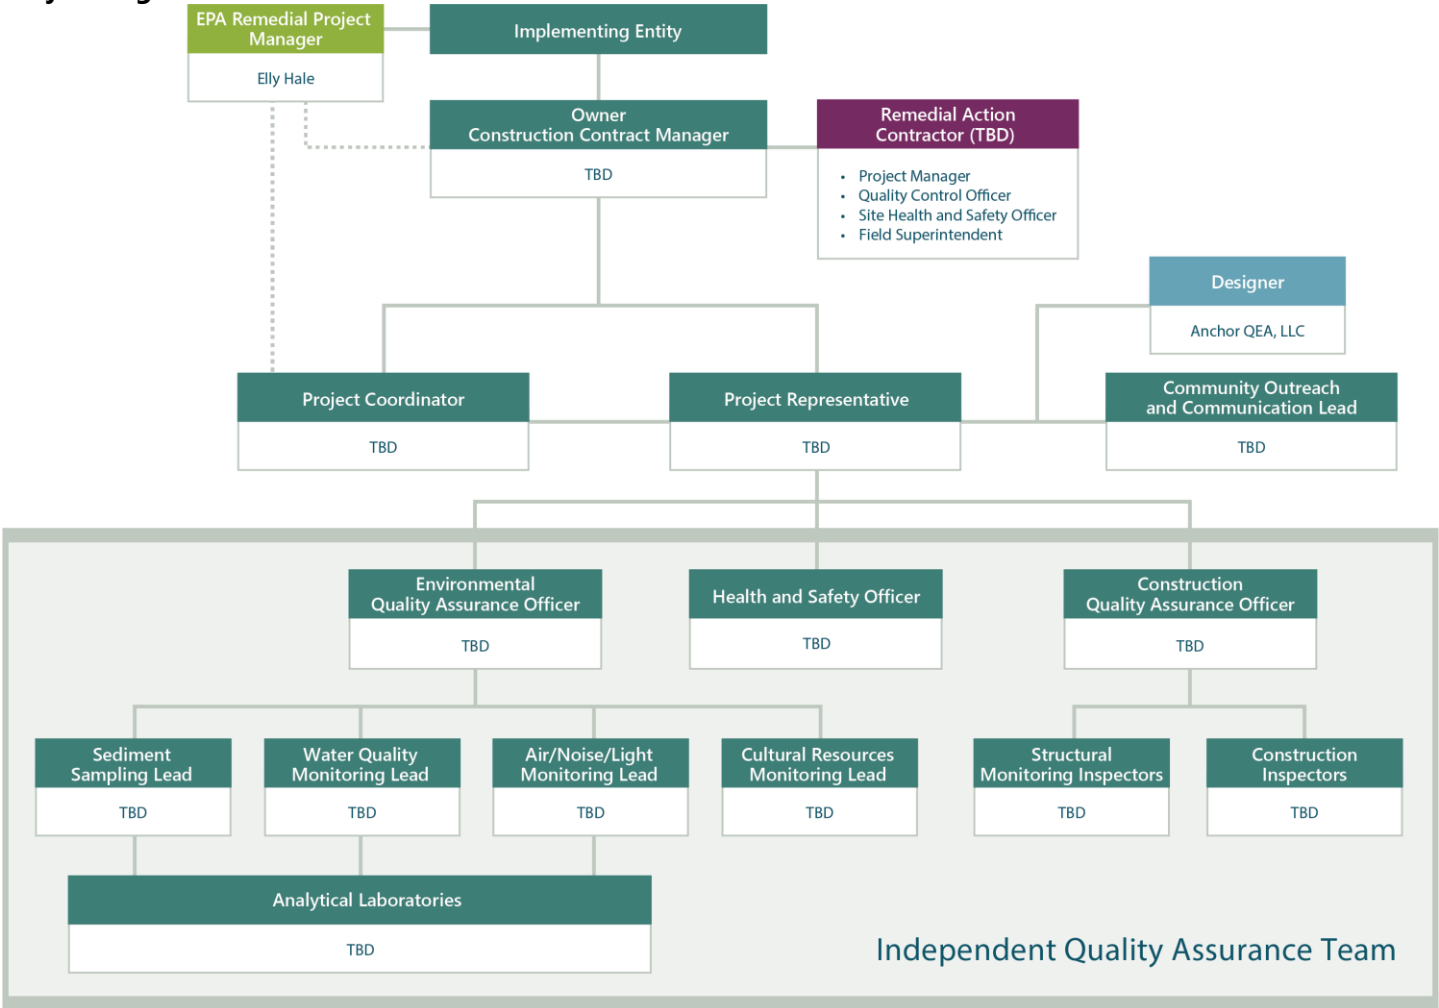 EPA Remedial Project
Manager
Elly Hale
Implementing Entity
Owner
Construction Contract Manager
TBD
Remedial Action
Contractor (TBD)
• Project Manager
• Quality Control Officer
• Site Health and Safety Officer
• Field Superintendent
Designer
Anchor QEA, LLC
Project Coordinator
TBD
Project Representative
TBD
Community Outreach
and Communication Lead
TBD
Environmental
Quality Assurance Officer
TBD
Health and Safety Officer
TBD
Construction
Quality Assurance Officer
TBD
Sediment
Sampling Lead
TBD
Water Quality
Monitoring Lead
TBD
Air/Noise/Light
Monitoring Lead
TBD
Cultural Resources
Monitoring Lead
TBD
Structural
Monitoring Inspectors
TBD
Construction
Inspectors
TBD
Analytical Laboratories
TBD
Independent Quality Assurance Team